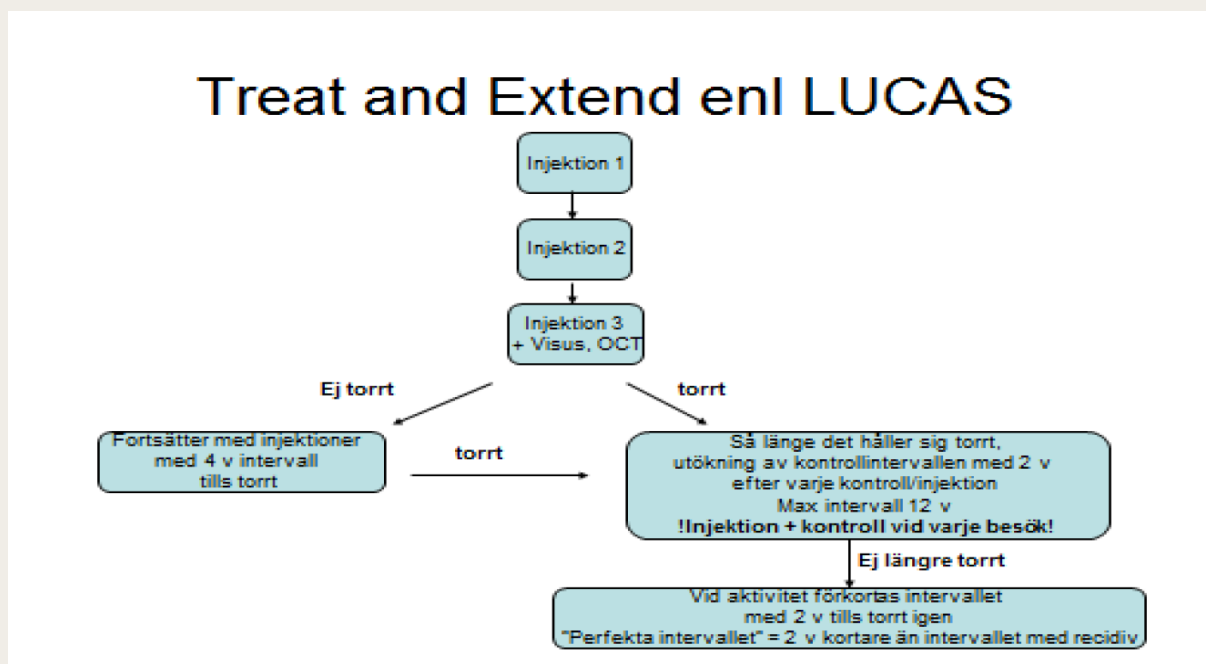 Treat and Extend enl LUCAS
Injektion 1
Injektion 2
Injektion 3
+ Visus, OCT
Ej torrt
torrt
Fortsätter med injektioner
med 4 v intervall
tills torrt
torrt
Så länge det håller sig torrt,
utökning av kontrollintervallen med 2 v
efter varje kontroll/injektion
Max intervall 12 v
!Injektion + kontroll vid varje besök!
Ej längre torrt
Vid aktivitet förkortas intervallet
med 2 v tills torrt igen
"Perfekta intervallet" = 2 v kortare än intervallet med recidiv